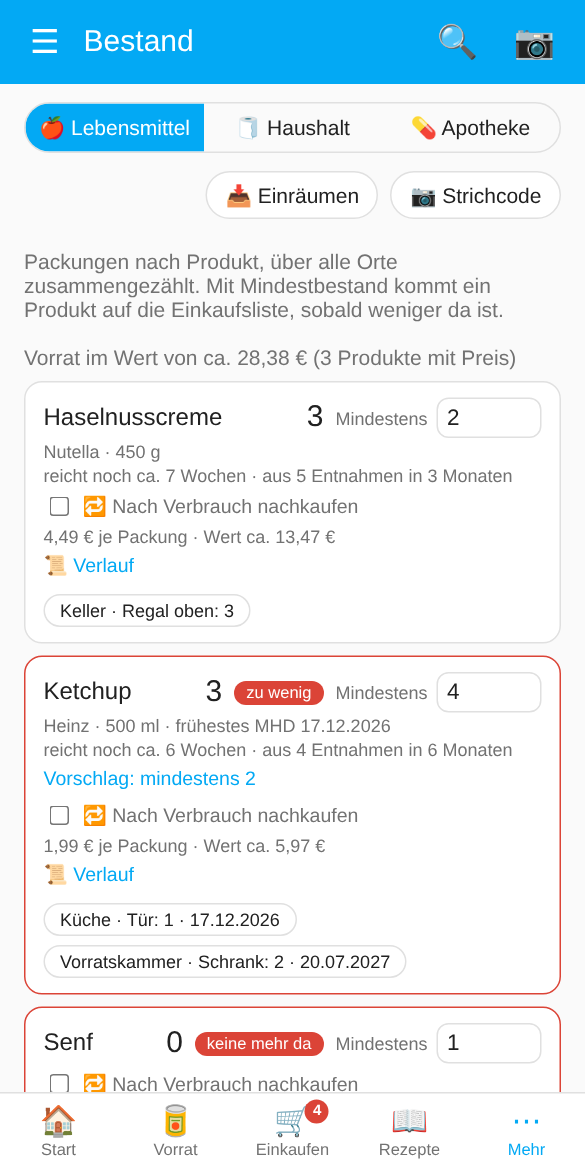 ☰ Bestand 🔍 📷
🍎 Lebensmittel 🧻 Haushalt 💊 Apotheke
📥 Einräumen 📷 Strichcode
Packungen nach Produkt, über alle Orte
zusammengezählt. Mit Mindestbestand kommt ein
Produkt auf die Einkaufsliste, sobald weniger da ist.
Vorrat im Wert von ca. 28,38 € (3 Produkte mit Preis)
Haselnusscreme 3 Mindestens 2
Nutella · 450 g
reicht noch ca. 7 Wochen · aus 5 Entnahmen in 3 Monaten
🔁 Nach Verbrauch nachkaufen
4,49 € je Packung · Wert ca. 13,47 €
📜 Verlauf
Keller · Regal oben: 3
Ketchup 3 zu wenig Mindestens 4
Heinz · 500 ml · frühestes MHD 17.12.2026
reicht noch ca. 6 Wochen · aus 4 Entnahmen in 6 Monaten
Vorschlag: mindestens 2
🔁 Nach Verbrauch nachkaufen
1,99 € je Packung · Wert ca. 5,97 €
📜 Verlauf
Küche · Tür: 1 · 17.12.2026
Vorratskammer · Schrank: 2 · 20.07.2027
Senf 0 keine mehr da Mindestens 1
🔁 Nach Verbrauch nachkaufen
🏠 🥫 🛒 4 📖 ⋯
Start Vorrat Einkaufen Rezepte Mehr